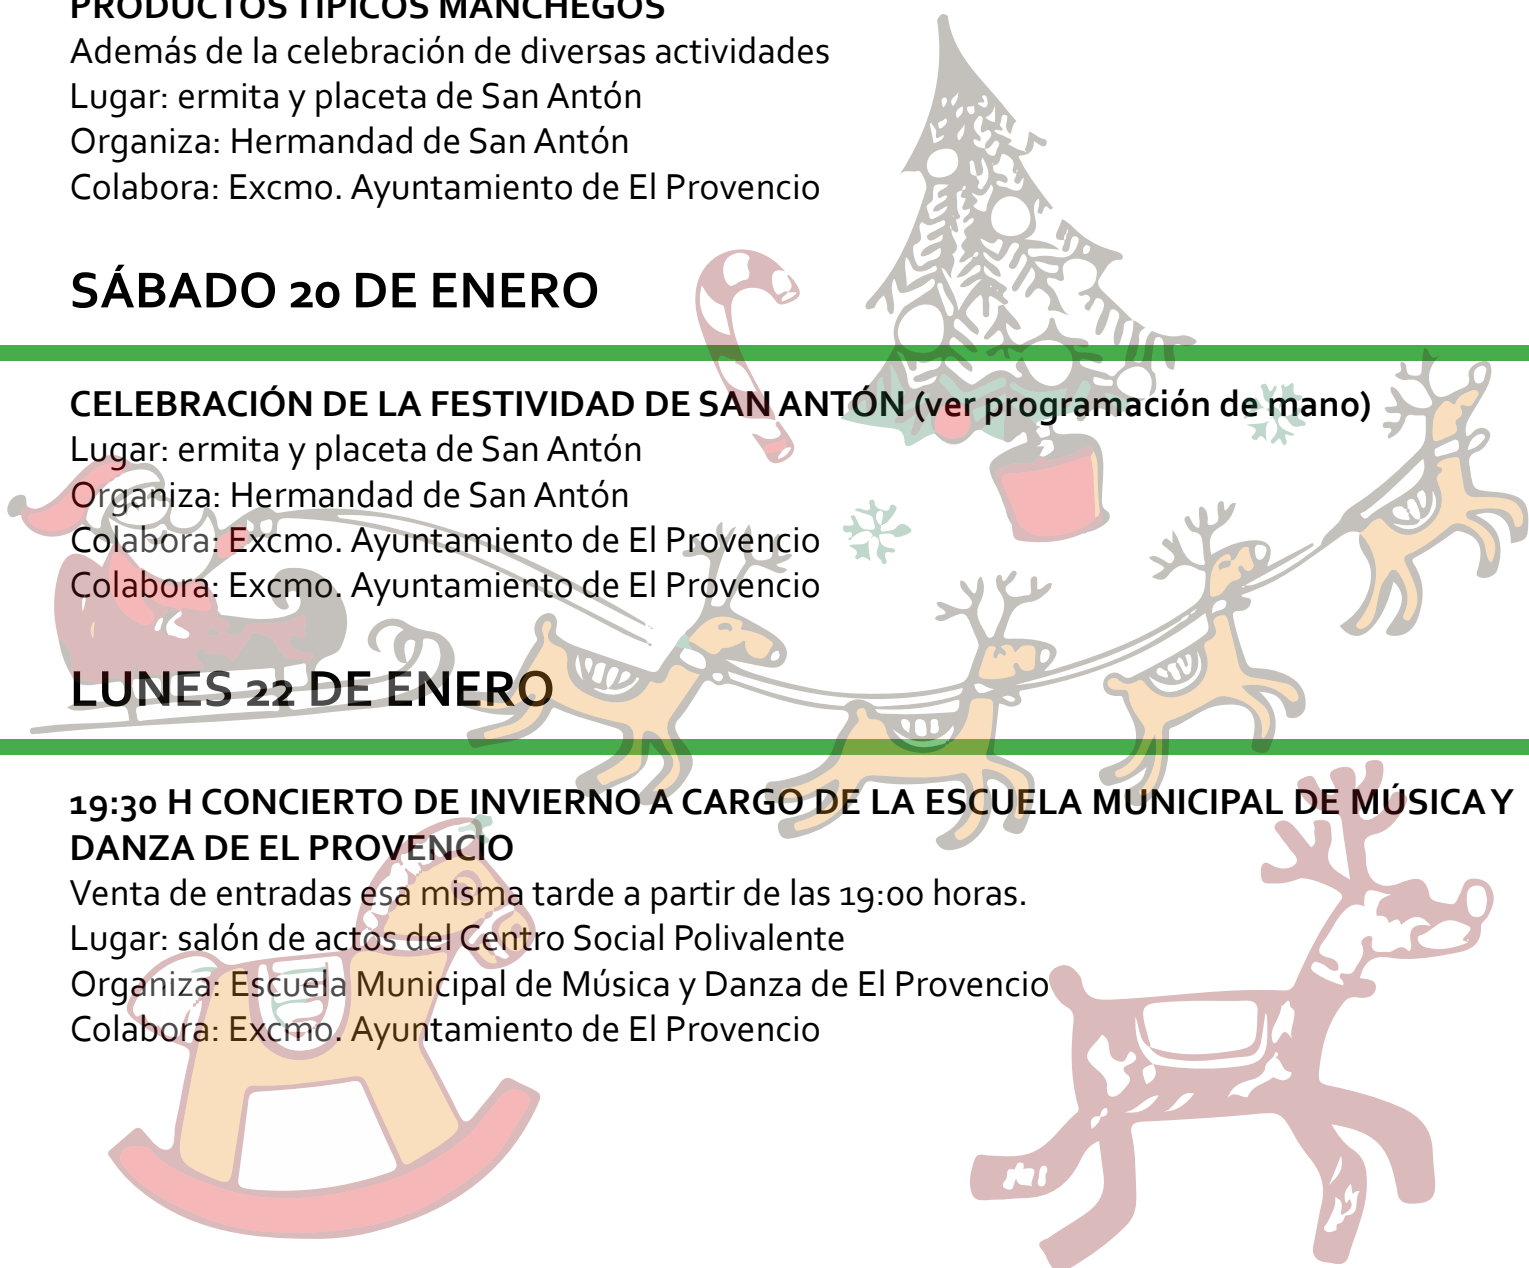 PRODUCTOS TÍPICOS MANCHEGOS
Además de la celebración de diversas actividades
Lugar: ermita y placeta de San Antón
Organiza: Hermandad de San Antón
Colabora: Excmo. Ayuntamiento de El Provencio
SÁBADO 20 DE ENERO
CELEBRACIÓN DE LA FESTIVIDAD DE SAN ANTÓN (ver programación de mano)
Lugar: ermita y placeta de San Antón
Organiza: Hermandad de San Antón
Colabora: Excmo. Ayuntamiento de El Provencio
Colabora: Excmo. Ayuntamiento de El Provencio
LUNES 22 DE ENERO
19:30 H CONCIERTO DE INVIERNO A CARGO DE LA ESCUELA MUNICIPAL DE MÚSICA Y
DANZA DE EL PROVENCIO
Venta de entradas esa misma tarde a partir de las 19:00 horas.
Lugar: salón de actos del Centro Social Polivalente
Organiza: Escuela Municipal de Música y Danza de El Provencio
Colabora: Excmo. Ayuntamiento de El Provencio